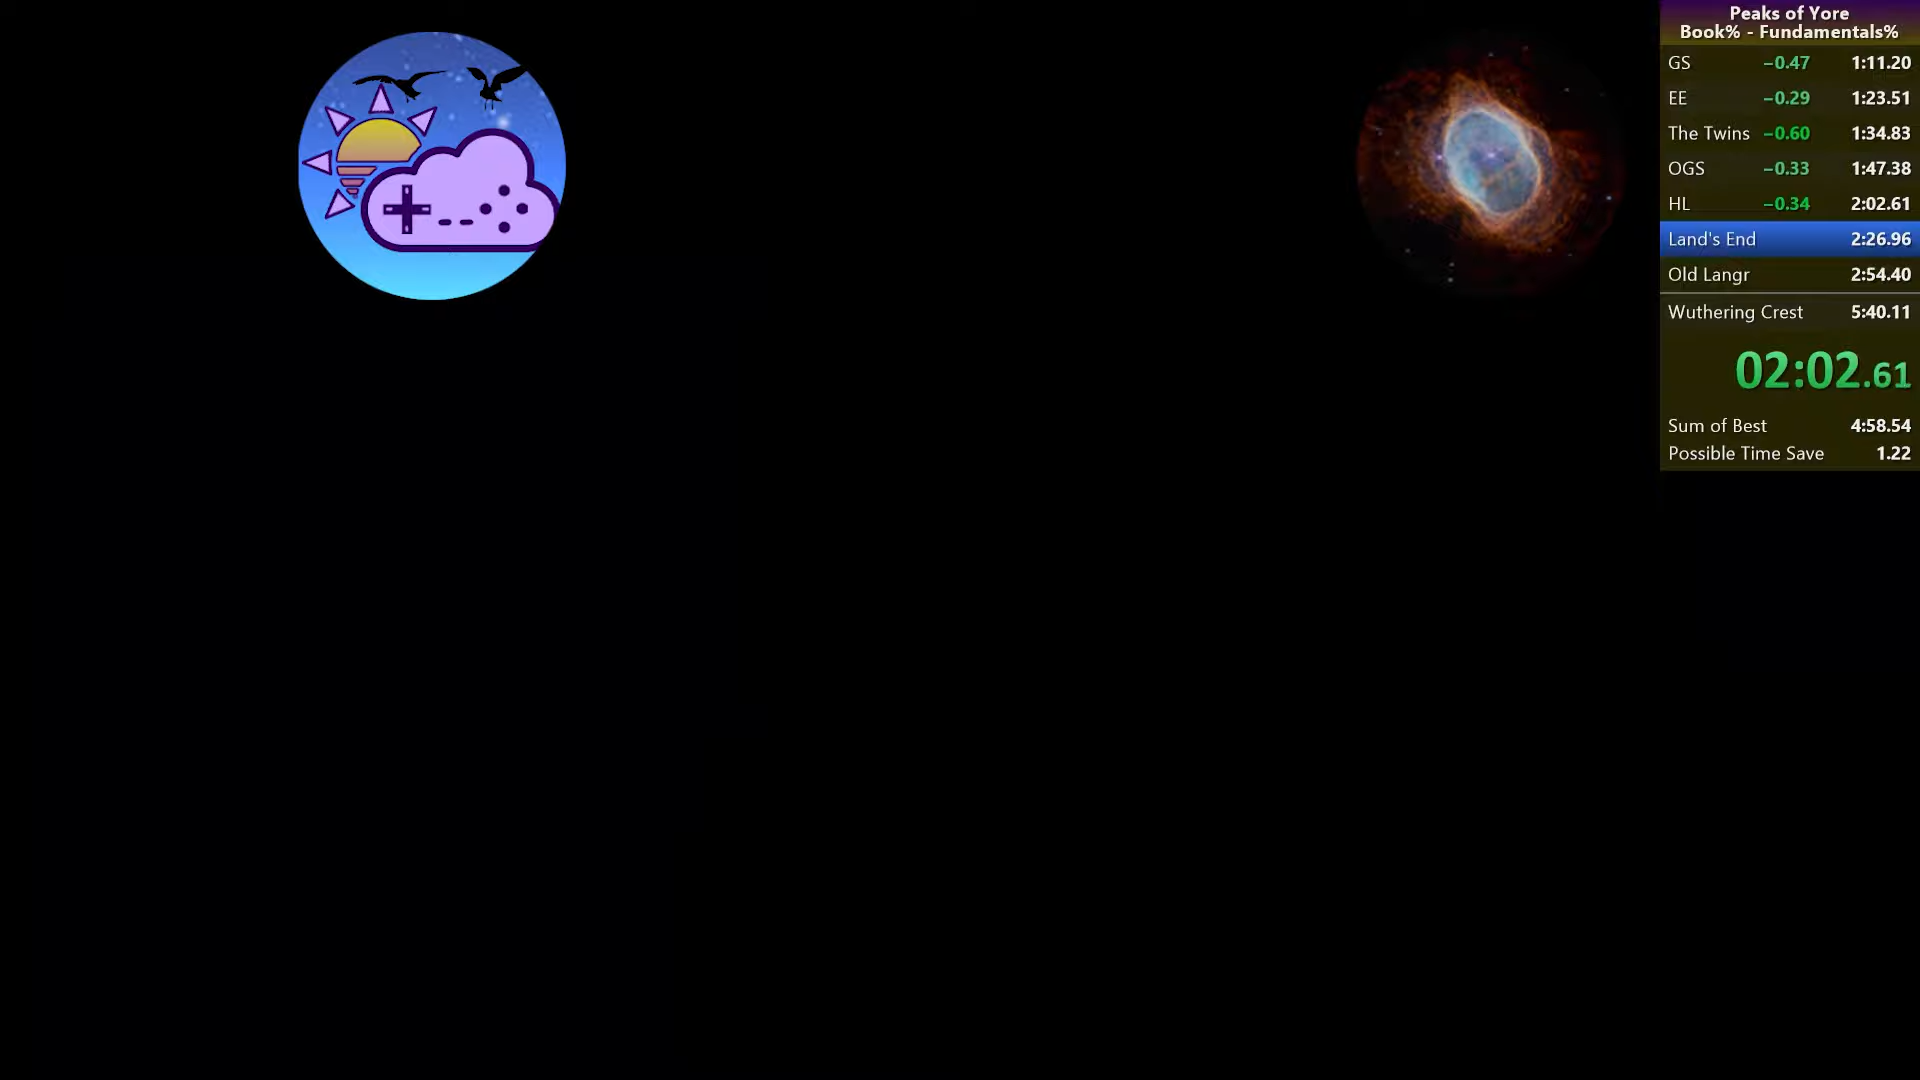 Peaks of Yore
Book% - Fundamentals%
GS −0.47 1:11.20
EE −0.29 1:23.51
The Twins −0.60 1:34.83
OGS −0.33 1:47.38
HL −0.34 2:02.61
Land's End 2:26.96
Old Langr 2:54.40
Wuthering Crest 5:40.11
02:02.61
Sum of Best 4:58.54
Possible Time Save 1.22